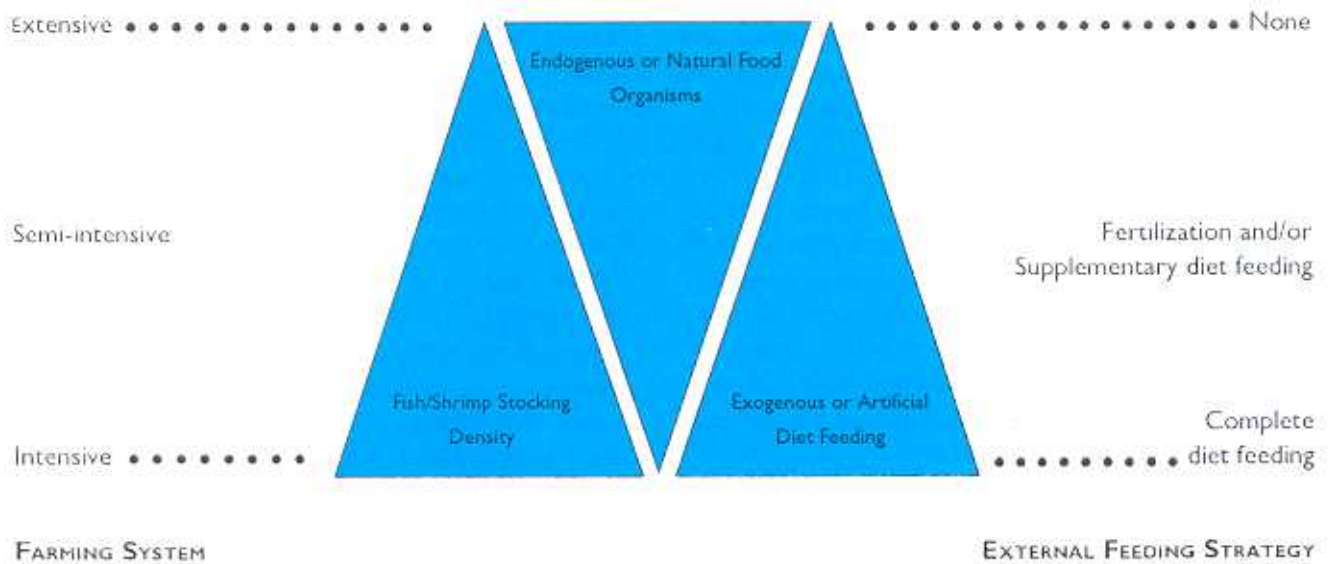 Extensive
None
Endogenous or Natural Food
Organisms
Semi-intensive
Fertilization and/or
Supplementary diet feeding
Fish/Shrimp Stocking
Density
Exogenous or Artificial
Diet Feeding
Complete
diet feeding
Intensive
FARMING SYSTEM
EXTERNAL FEEDING STRATEGY